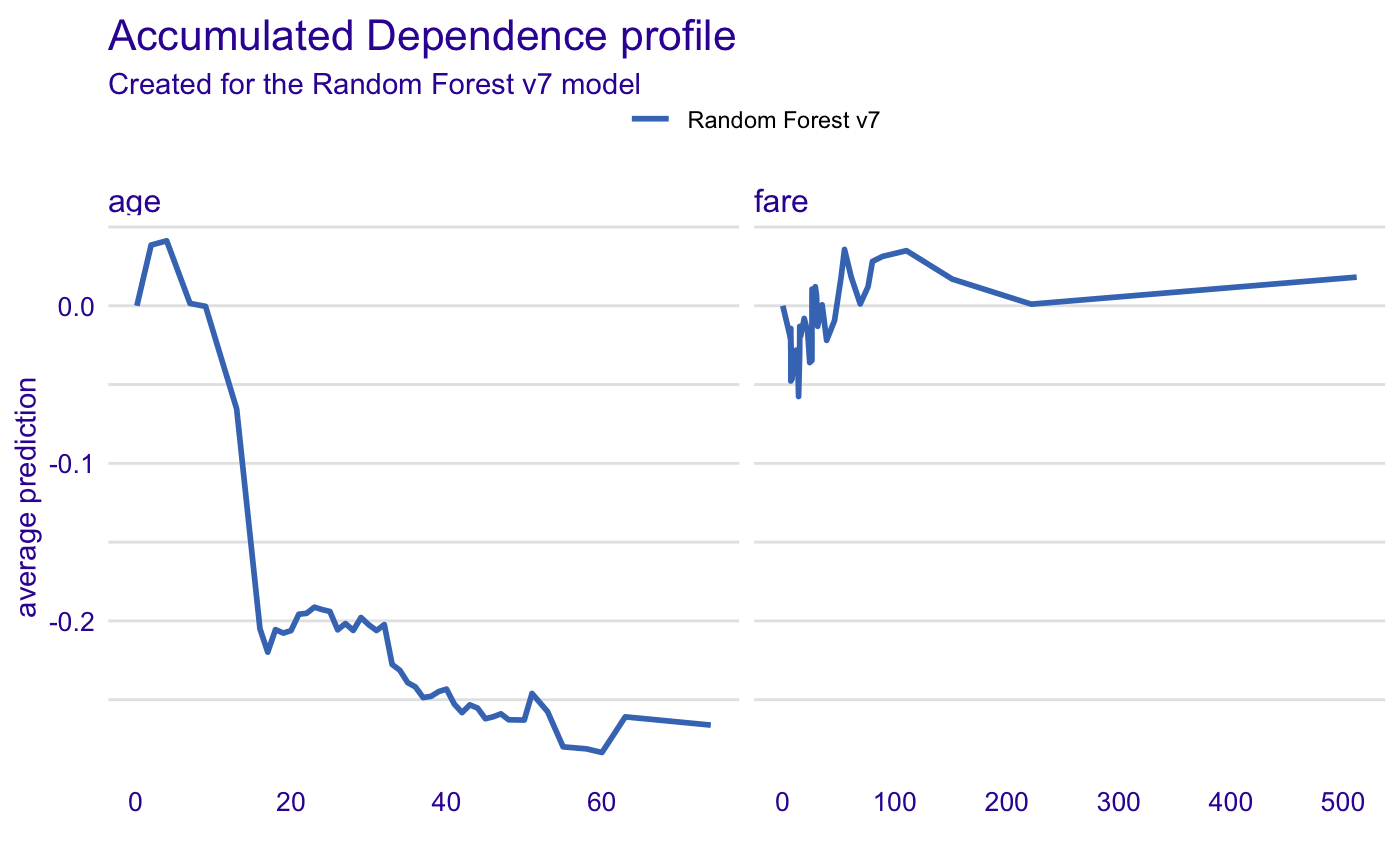 Accumulated Dependence profile
Created for the Random Forest v7 model
Random Forest v7
age
fare
average prediction
0.0
-0.1
-0.2
0 20 40 60
0 100 200 300 400 500